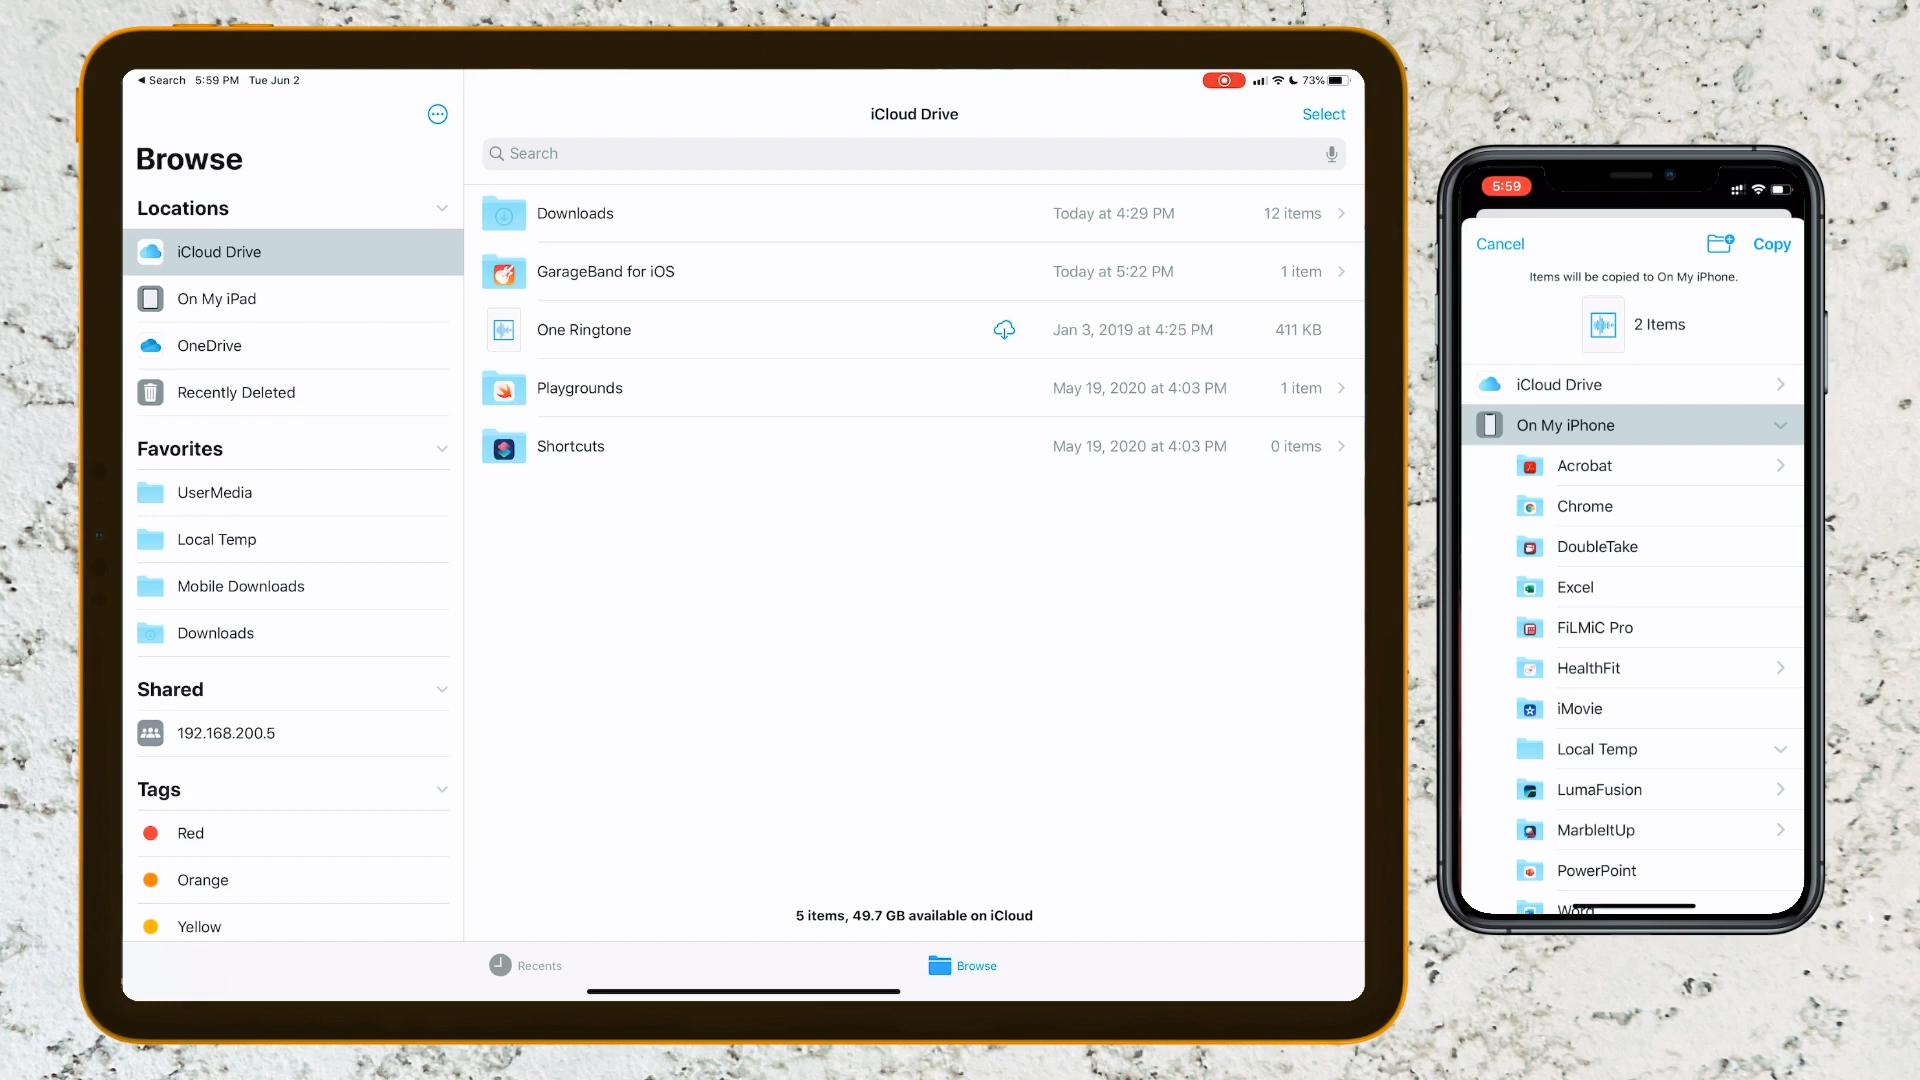 ◀ Search 5:59 PM Tue Jun 2
73%
Browse
Locations
iCloud Drive
On My iPad
OneDrive
Recently Deleted
Favorites
UserMedia
Local Temp
Mobile Downloads
Downloads
Shared
192.168.200.5
Tags
Red
Orange
Yellow
iCloud Drive
Select
Search
Downloads Today at 4:29 PM 12 items
GarageBand for iOS Today at 5:22 PM 1 item
One Ringtone Jan 3, 2019 at 4:25 PM 411 KB
Playgrounds May 19, 2020 at 4:03 PM 1 item
Shortcuts May 19, 2020 at 4:03 PM 0 items
5 items, 49.7 GB available on iCloud
Recents
Browse
5:59
Cancel
Copy
Items will be copied to On My iPhone.
2 Items
iCloud Drive
On My iPhone
Acrobat
Chrome
DoubleTake
Excel
FiLMiC Pro
HealthFit
iMovie
Local Temp
LumaFusion
MarbleItUp
PowerPoint
Word